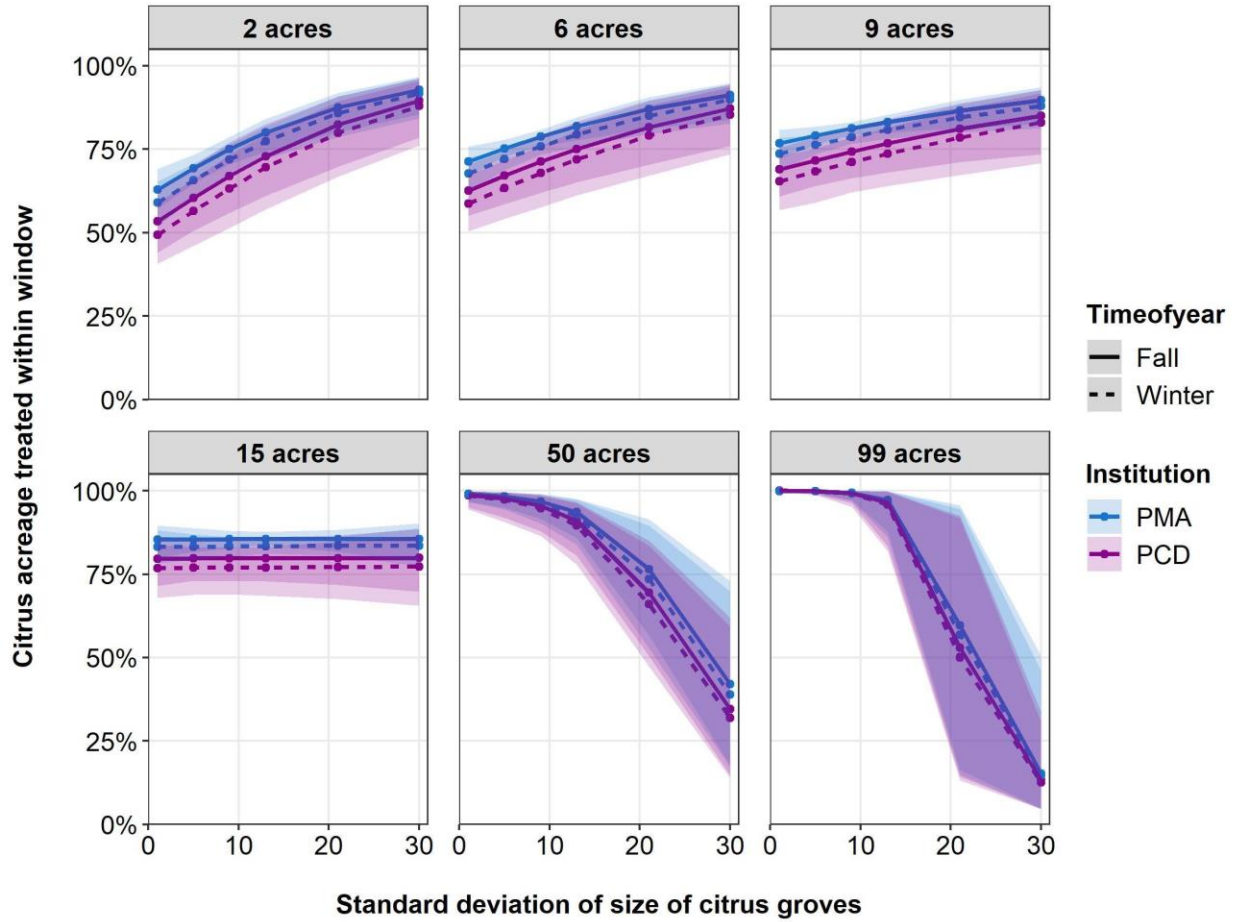 2 acres
6 acres
9 acres
100%
75%
50%
25%
0%
Citrus acreage treated within window
15 acres
50 acres
99 acres
100%
75%
50%
25%
0%
0
10
20
30
0
10
20
30
0
10
20
30
Standard deviation of size of citrus groves
Timeofyear
Fall
Winter
Institution
PMA
PCD